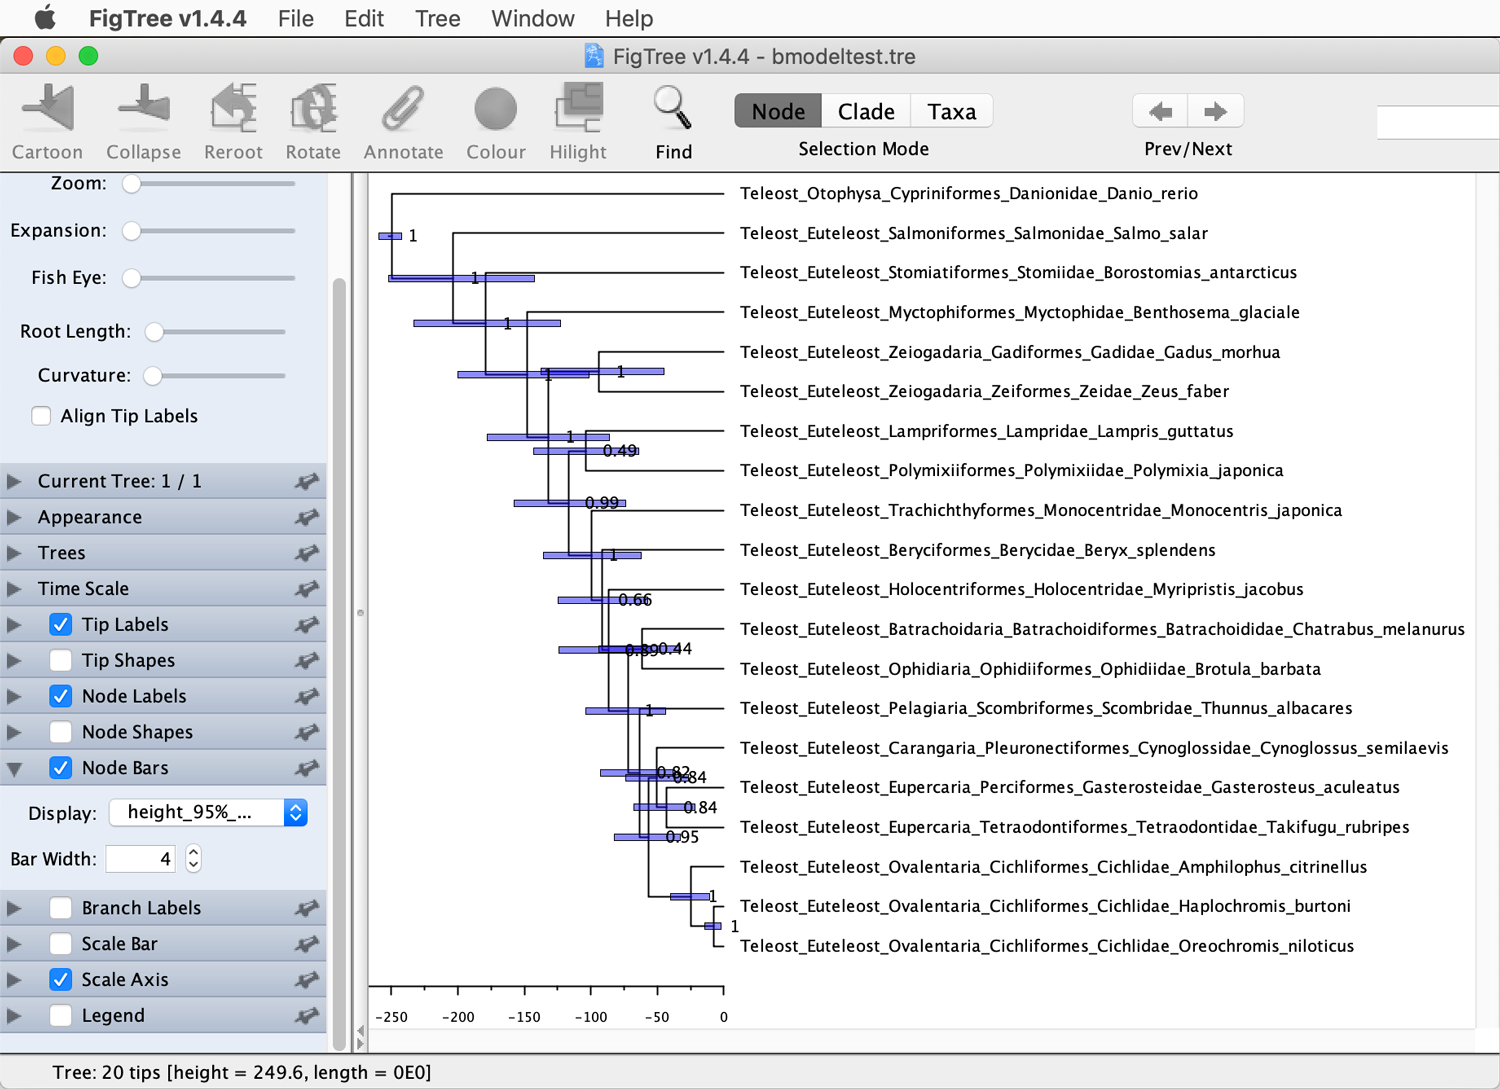 FigTree v1.4.4 File Edit Tree Window Help
FigTree v1.4.4 - bmodeltest.tre
Cartoon Collapse Reroot Rotate Annotate Colour Hilight Find
Node Clade Taxa
Selection Mode
Prev/Next
Zoom:
Expansion:
Fish Eye:
Root Length:
Curvature:
Align Tip Labels
Current Tree: 1 / 1
Appearance
Trees
Time Scale
Tip Labels
Tip Shapes
Node Labels
Node Shapes
Node Bars
Display: height_95%_...
Bar Width: 4
Branch Labels
Scale Bar
Scale Axis
Legend
Teleost_Otophysa_Cypriniformes_Danionidae_Danio_rerio
1
Teleost_Euteleost_Salmoniformes_Salmonidae_Salmo_salar
Teleost_Euteleost_Stomiatiformes_Stomiidae_Borostomias_antarcticus
1
Teleost_Euteleost_Myctophiformes_Myctophidae_Benthosema_glaciale
1
Teleost_Euteleost_Zeiogadaria_Gadiformes_Gadidae_Gadus_morhua
1
1
Teleost_Euteleost_Zeiogadaria_Zeiformes_Zeidae_Zeus_faber
Teleost_Euteleost_Lampriformes_Lampridae_Lampris_guttatus
1
0.49
Teleost_Euteleost_Polymixiiformes_Polymixiidae_Polymixia_japonica
0.99
Teleost_Euteleost_Trachichthyformes_Monocentridae_Monocentris_japonica
Teleost_Euteleost_Beryciformes_Berycidae_Beryx_splendens
1
Teleost_Euteleost_Holocentriformes_Holocentridae_Myripristis_jacobus
0.66
Teleost_Euteleost_Batrachoidaria_Batrachoidiformes_Batrachoididae_Chatrabus_melanurus
0.89
0.44
Teleost_Euteleost_Ophidiaria_Ophidiiformes_Ophidiidae_Brotula_barbata
Teleost_Euteleost_Pelagiaria_Scombriformes_Scombridae_Thunnus_albacares
1
Teleost_Euteleost_Carangaria_Pleuronectiformes_Cynoglossidae_Cynoglossus_semilaevis
0.82
0.84
Teleost_Euteleost_Eupercaria_Perciformes_Gasterosteidae_Gasterosteus_aculeatus
0.84
Teleost_Euteleost_Eupercaria_Tetraodontiformes_Tetraodontidae_Takifugu_rubripes
0.95
Teleost_Euteleost_Ovalentaria_Cichliformes_Cichlidae_Amphilophus_citrinellus
1
Teleost_Euteleost_Ovalentaria_Cichliformes_Cichlidae_Haplochromis_burtoni
1
Teleost_Euteleost_Ovalentaria_Cichliformes_Cichlidae_Oreochromis_niloticus
-250 -200 -150 -100 -50 0
Tree: 20 tips [height = 249.6, length = 0E0]